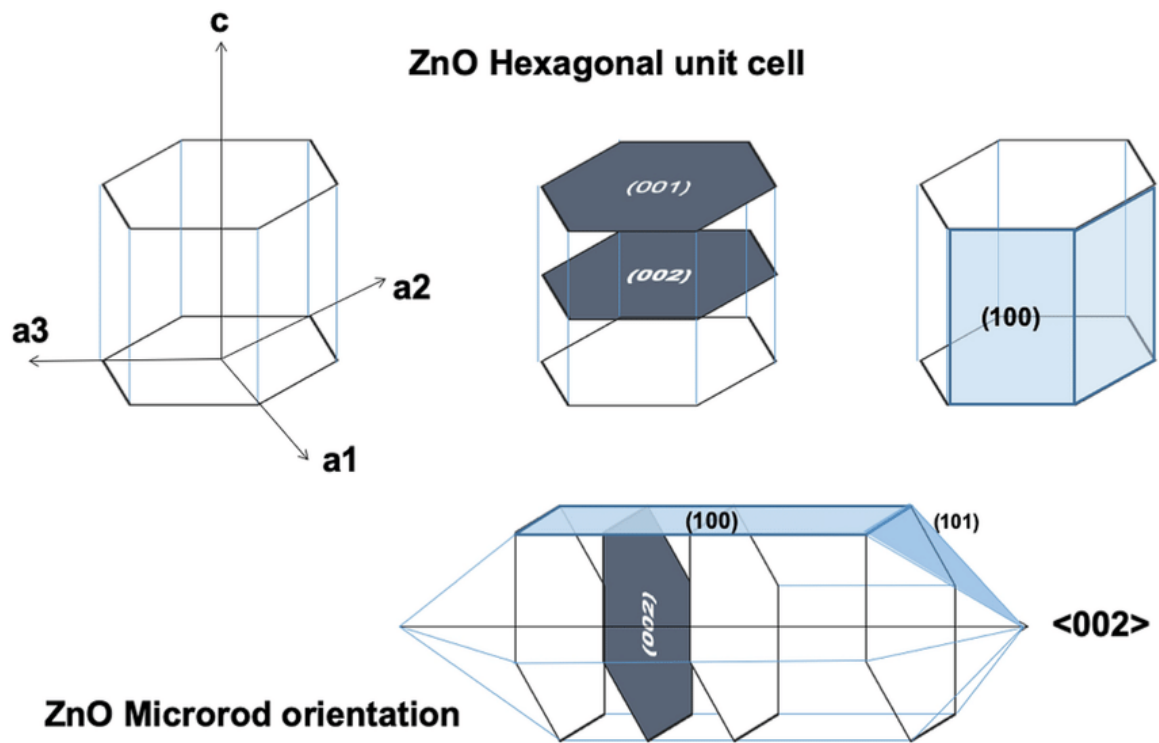 c
ZnO Hexagonal unit cell
(001)
(002)
a2
a3
a1
(100)
(100)
(101)
(002)
<002>
ZnO Microrod orientation